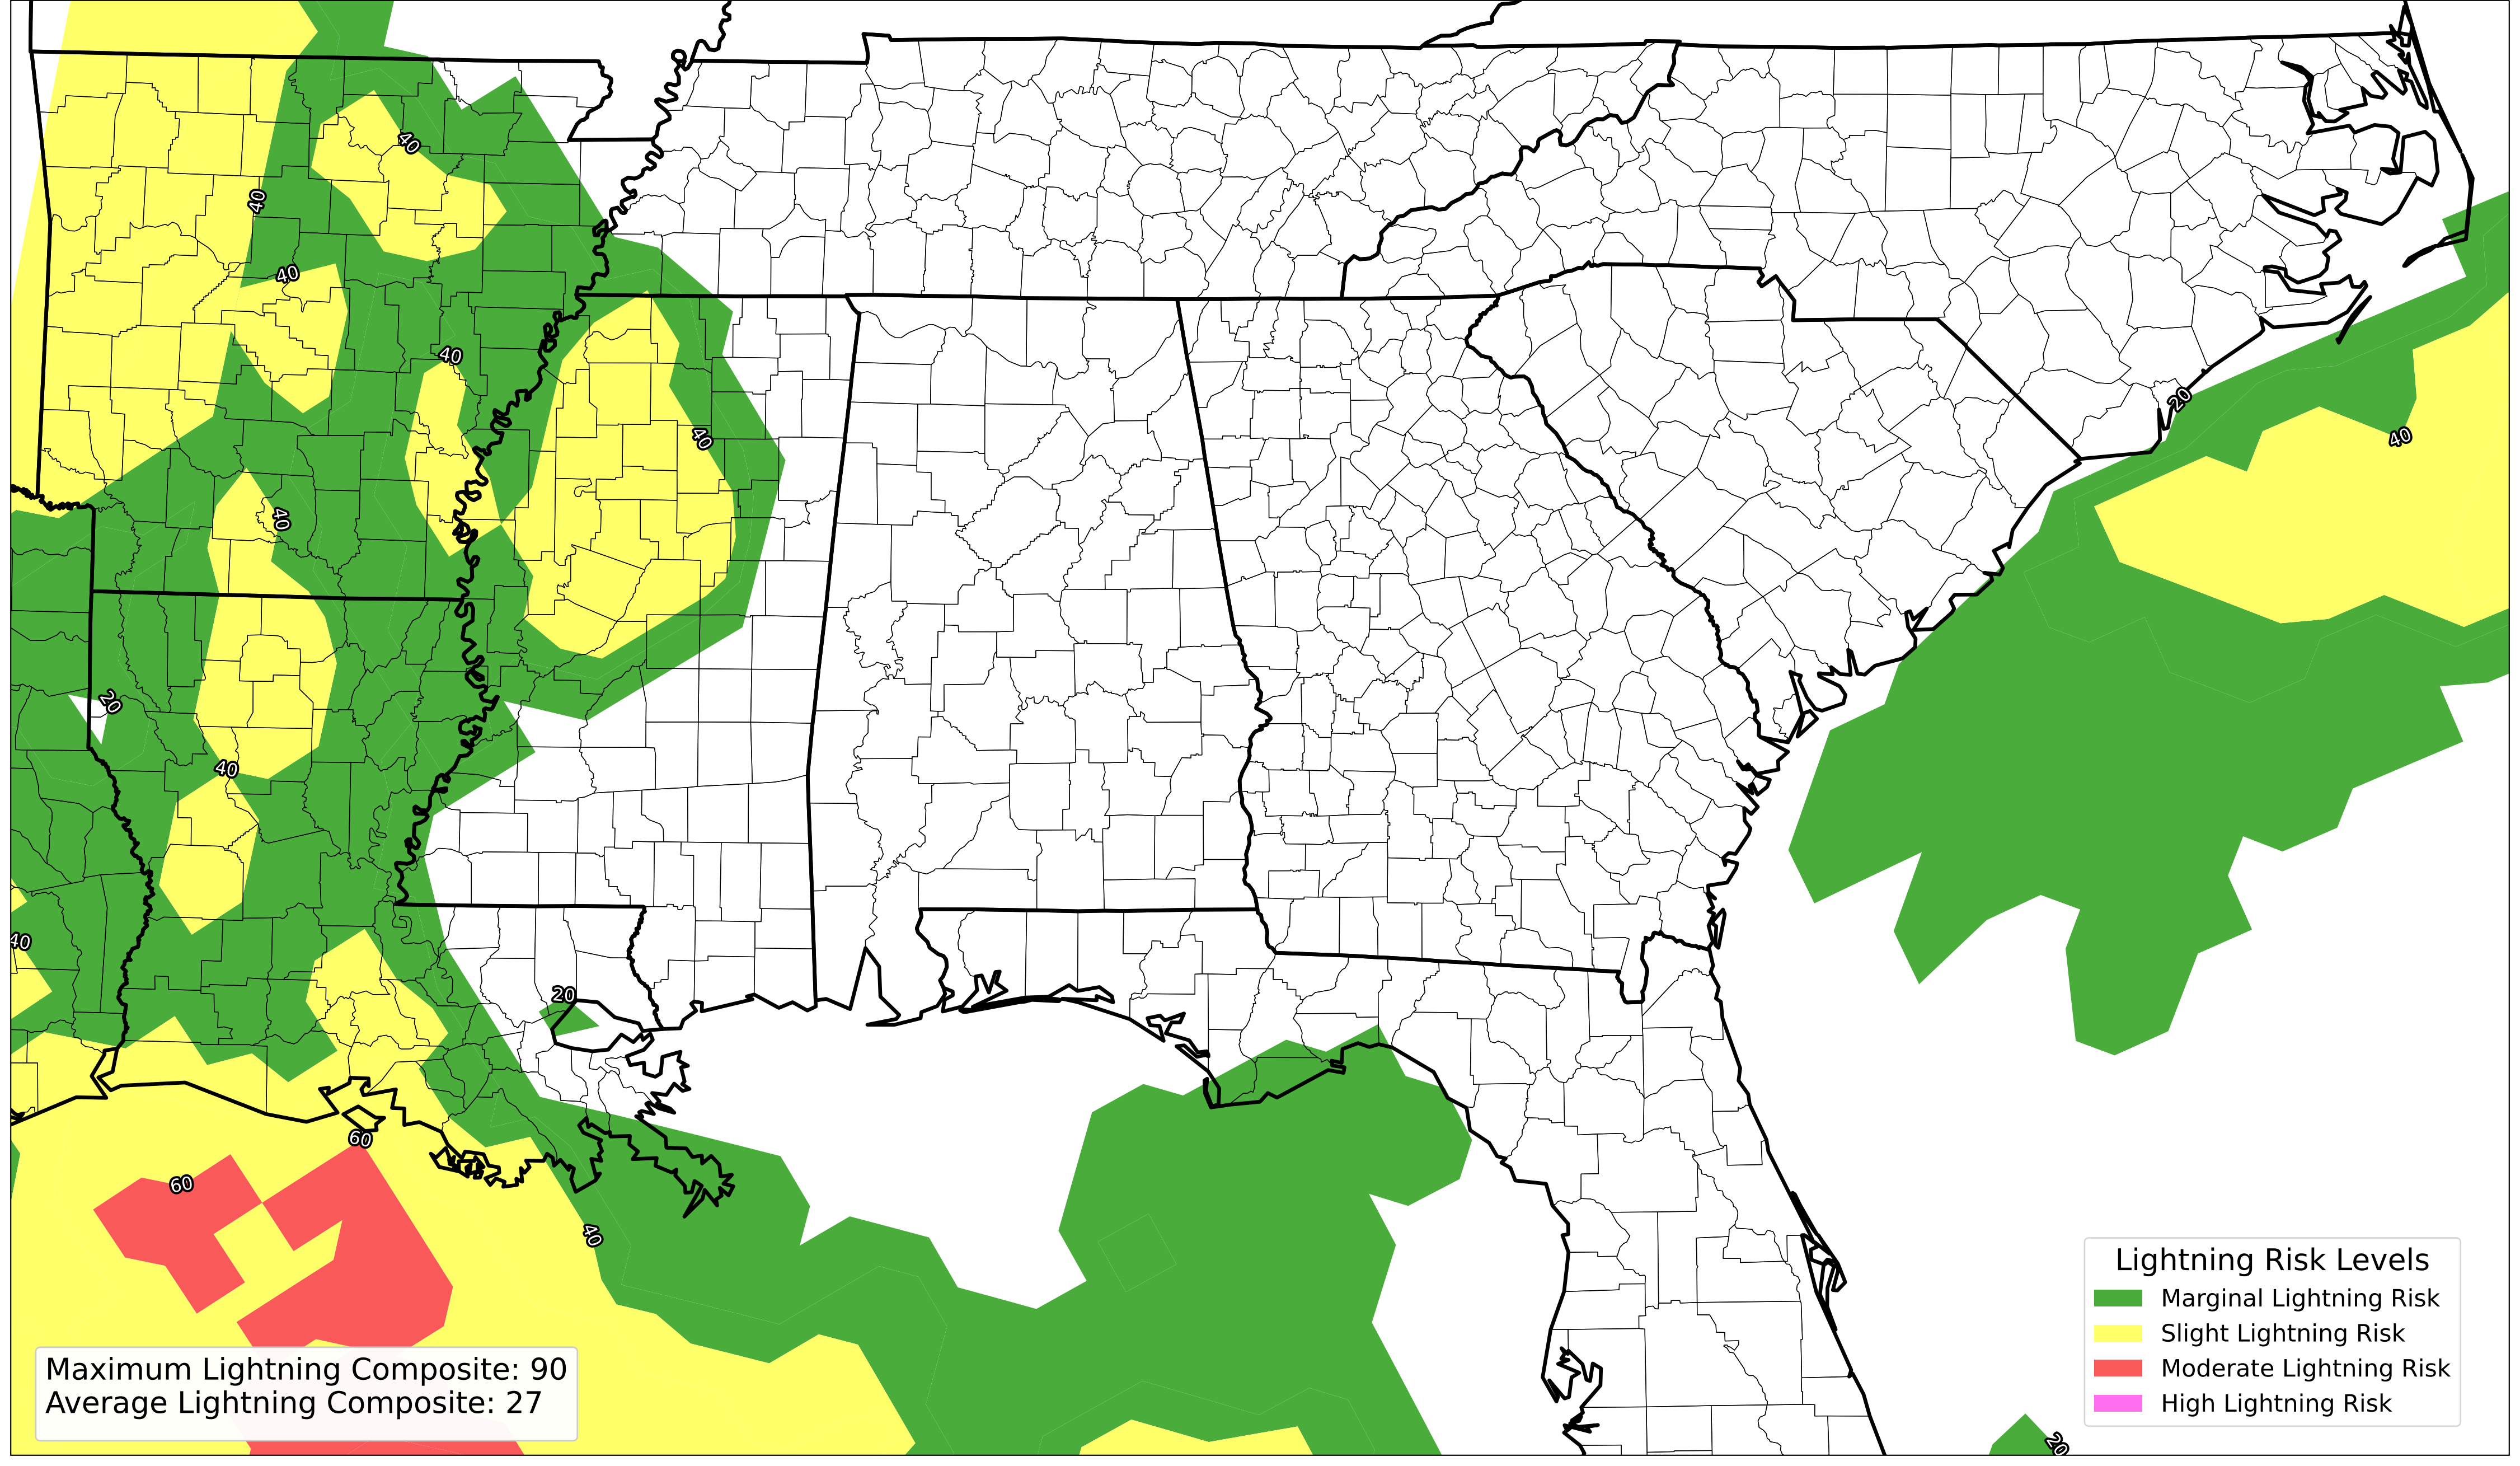 40
40
40
40
40
20
40
40
20
40
40
20
60
60
40
Lightning Risk Levels
Marginal Lightning Risk
Slight Lightning Risk
Moderate Lightning Risk
High Lightning Risk
Maximum Lightning Composite: 90
Average Lightning Composite: 27
20